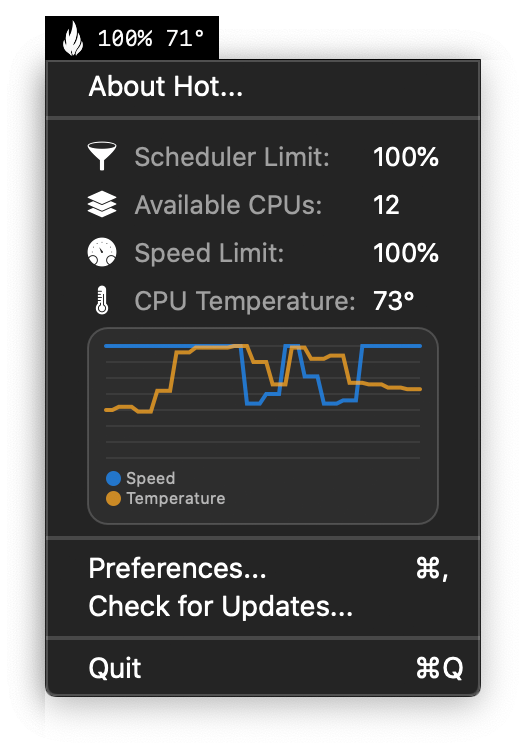 100% 71°
About Hot...
Scheduler Limit: 100%
Available CPUs: 12
Speed Limit: 100%
CPU Temperature: 73°
Speed
Temperature
Preferences... ⌘,
Check for Updates...
Quit ⌘Q